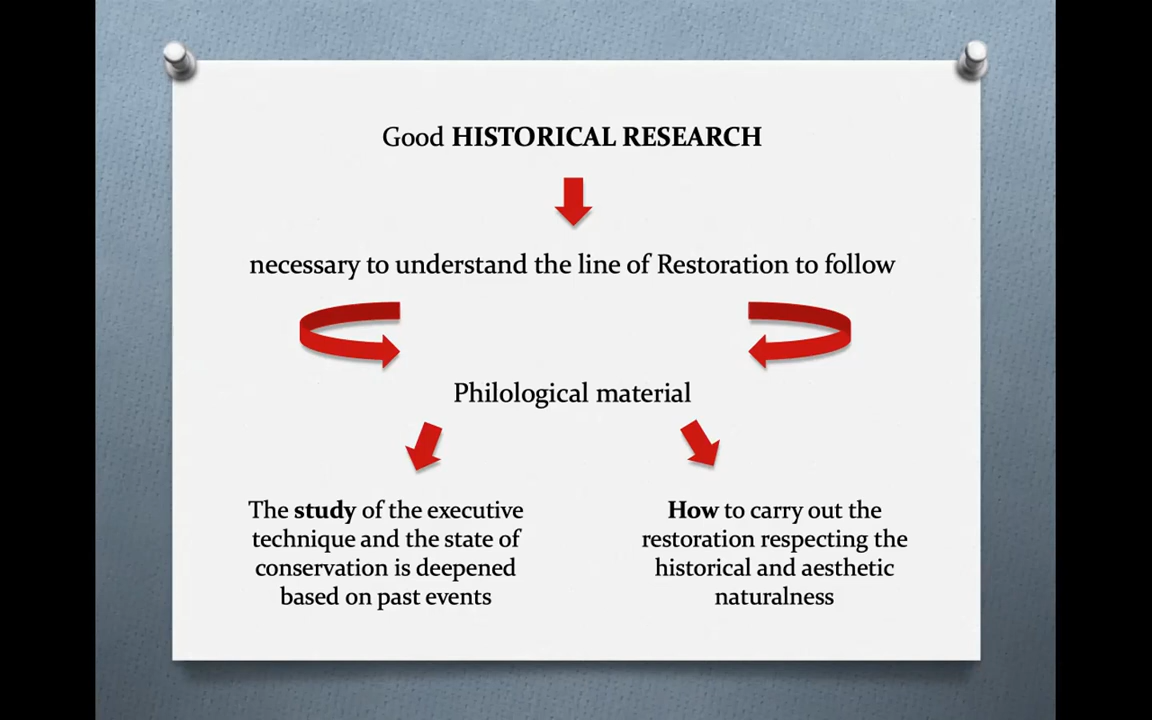 Good HISTORICAL RESEARCH
necessary to understand the line of Restoration to follow
Philological material
The study of the executive
technique and the state of
conservation is deepened
based on past events
How to carry out the
restoration respecting the
historical and aesthetic
naturalness